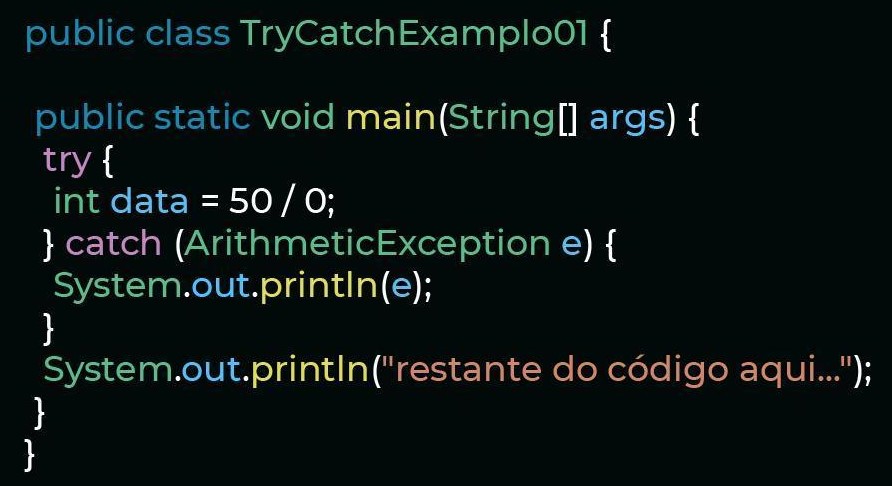 public class TryCatchExamplo01 {
public static void main(String[] args) {
try {
int data = 50 / 0;
} catch (ArithmeticException e) {
System.out.println(e);
}
System.out.println("restante do código aqui...");
}
}